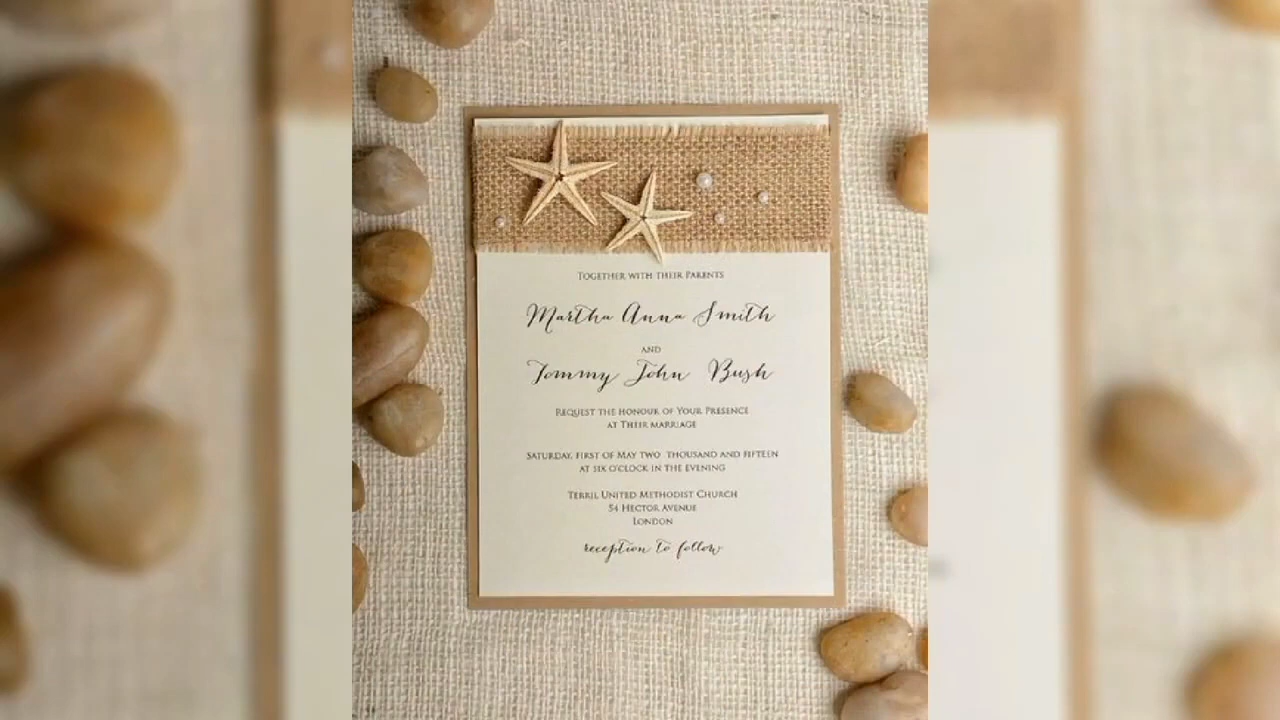 Together with their Parents
Martha Anna Smith
and
Tommy John Bush
Request the honour of Your Presence
at Their marriage
Saturday, first of May two thousand and fifteen
at six o'clock in the evening
Terril United Methodist Church
54 Hector Avenue
London
reception to follow